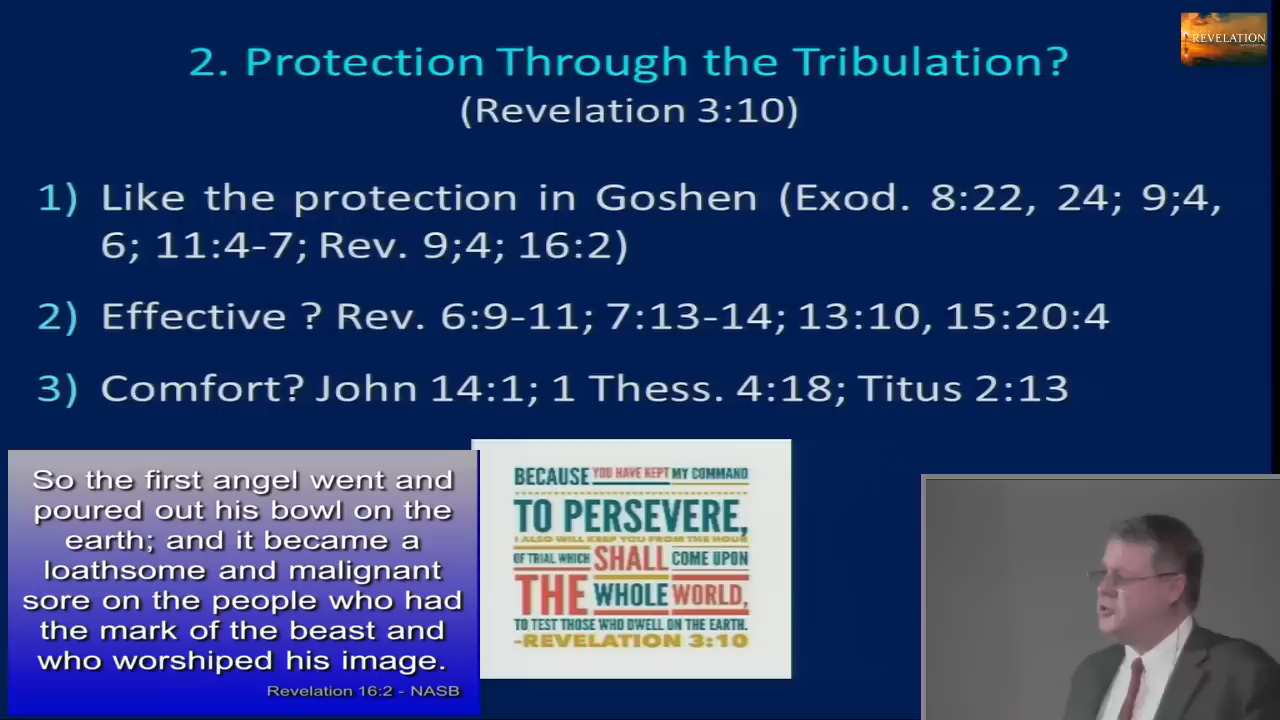 REVELATION
2. Protection Through the Tribulation?
(Revelation 3:10)
1) Like the protection in Goshen (Exod. 8:22, 24; 9;4,
6; 11:4-7; Rev. 9;4; 16:2)
2) Effective ? Rev. 6:9-11; 7:13-14; 13:10, 15:20:4
3) Comfort? John 14:1; 1 Thess. 4:18; Titus 2:13
So the first angel went and
poured out his bowl on the
earth; and it became a
loathsome and malignant
sore on the people who had
the mark of the beast and
who worshiped his image.
Revelation 16:2 - NASB
BECAUSE YOU HAVE KEPT MY COMMAND
TO PERSEVERE,
I ALSO WILL KEEP YOU FROM THE HOUR
OF TRIAL WHICH SHALL COME UPON
THE WHOLE WORLD,
TO TEST THOSE WHO DWELL ON THE EARTH.
-REVELATION 3:10